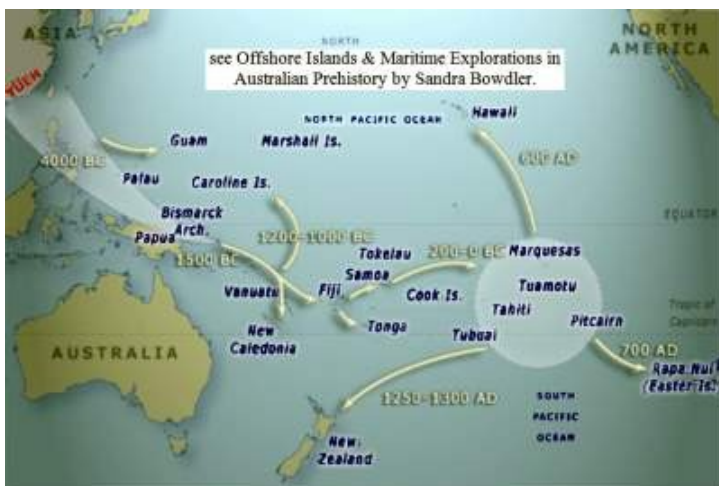 ASIA
NORTH
AMERICA
NORTH
see Offshore Islands & Maritime Explorations in
Australian Prehistory by Sandra Bowdler.
YÜEH
NORTH PACIFIC OCEAN
Hawaii
4000 BC
Guam
Marshall Is.
600 AD
Palau
Caroline Is.
Bismarck
Arch.
Papua
EQUATOR
1200-1000 BC
1500 BC
Tokelau
200-0 BC
Marquesas
Samoa
Vanuatu
Fiji
Cook Is.
Tuamotu
Tahiti
Tropic of
Capricorn
New
Caledonia
Tonga
Tubuai
Pitcairn
AUSTRALIA
700 AD
Rapa Nui
(Easter Is.)
1250-1300 AD
SOUTH
PACIFIC
OCEAN
New
Zealand